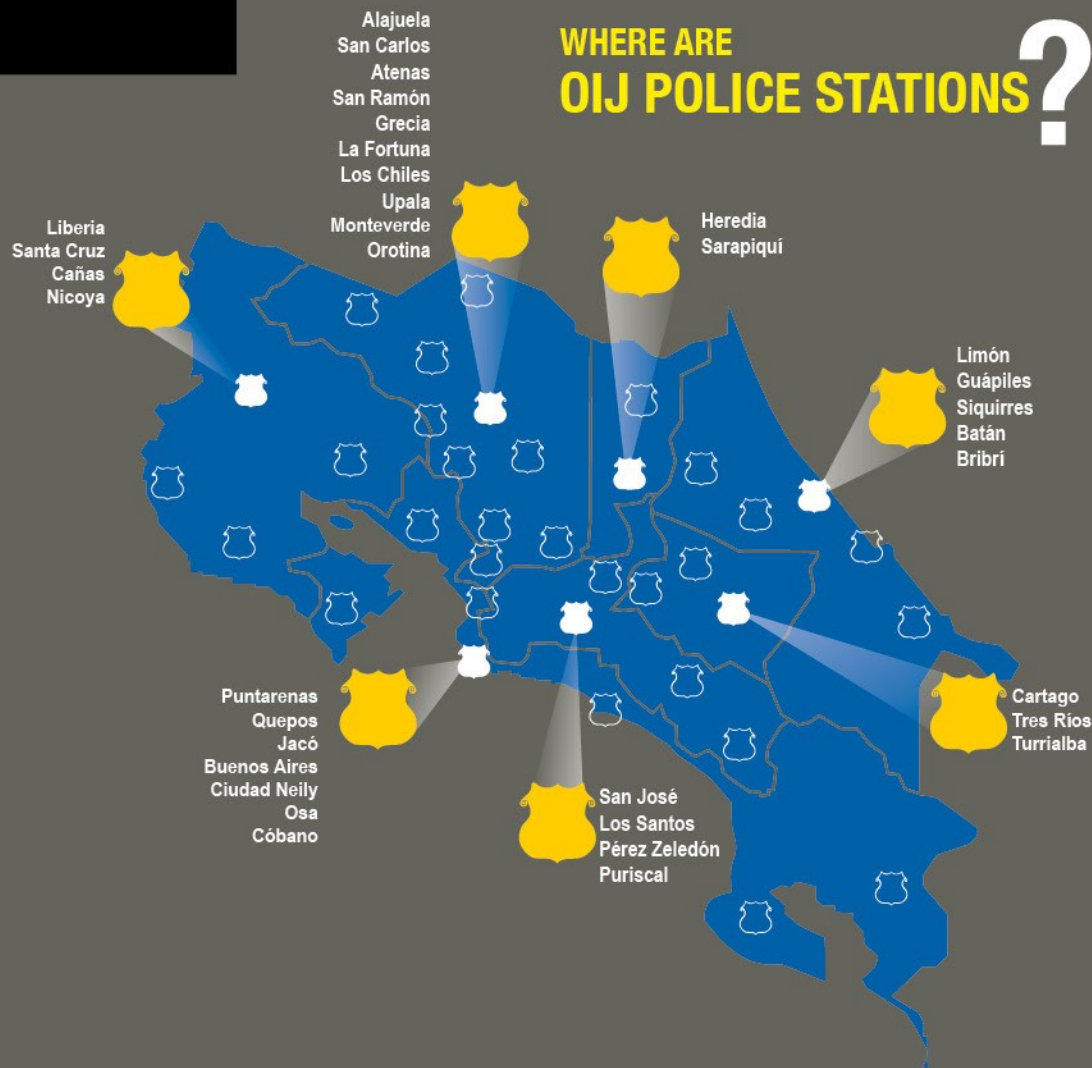 WHERE ARE
OIJ POLICE STATIONS?
Alajuela
San Carlos
Atenas
San Ramón
Grecia
La Fortuna
Los Chiles
Upala
Monteverde
Orotina
Heredia
Sarapiquí
Liberia
Santa Cruz
Cañas
Nicoya
Limón
Guápiles
Siquirres
Batán
Bribrí
Puntarenas
Quepos
Jacó
Buenos Aires
Ciudad Neily
Osa
Cóbano
San José
Los Santos
Pérez Zeledón
Puriscal
Cartago
Tres Ríos
Turrialba